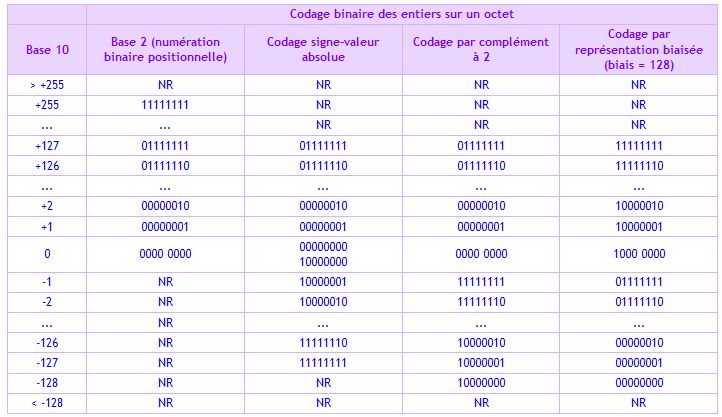 Codage binaire des entiers sur un octet
Base 10 Base 2 (numération binaire positionnelle) Codage signe-valeur absolue Codage par complément à 2 Codage par représentation biaisée (biais = 128)
> +255 NR NR NR NR
+255 11111111 NR NR NR
... ... NR NR NR
+127 01111111 01111111 01111111 11111111
+126 01111110 01111110 01111110 11111110
... ... ... ... ...
+2 00000010 00000010 00000010 10000010
+1 00000001 00000001 00000001 10000001
0 0000 0000 00000000 10000000 0000 0000 1000 0000
-1 NR 10000001 11111111 01111111
-2 NR 10000010 11111110 01111110
... NR ... ... ...
-126 NR 11111110 10000010 00000010
-127 NR 11111111 10000001 00000001
-128 NR NR 10000000 00000000
< -128 NR NR NR NR